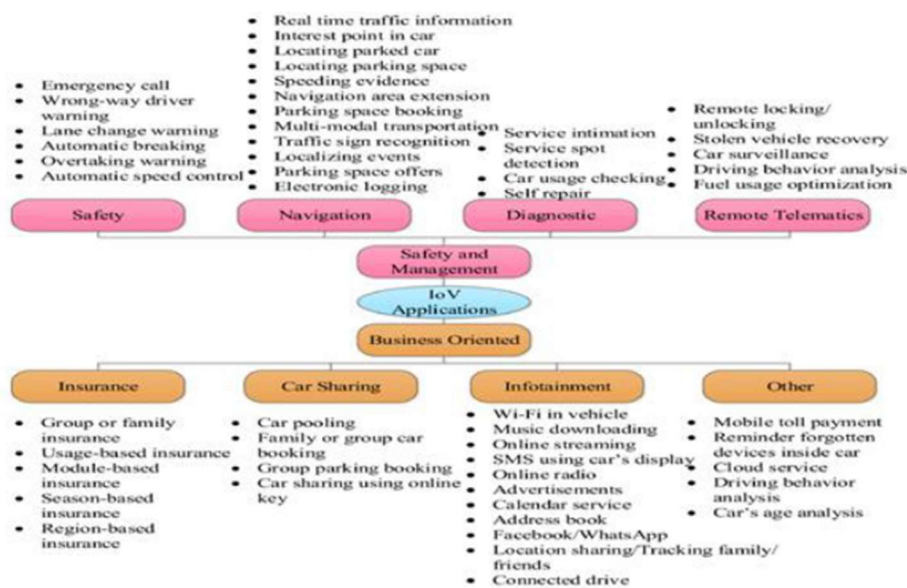 • Emergency call
• Wrong-way driver
warning
• Lane change warning
• Automatic breaking
• Overtaking warning
• Automatic speed control
• Real time traffic information
• Interest point in car
• Locating parked car
• Locating parking space
• Speeding evidence
• Navigation area extension
• Parking space booking
• Multi-modal transportation
• Traffic sign recognition
• Localizing events
• Parking space offers
• Electronic logging
• Service intimation
• Service spot
detection
• Car usage checking
• Self repair
• Remote locking/
unlocking
• Stolen vehicle recovery
• Car surveillance
• Driving behavior analysis
• Fuel usage optimization
Safety
Navigation
Diagnostic
Remote Telematics
Safety and
Management
IoV
Applications
Business Oriented
Insurance
Car Sharing
Infotainment
Other
• Group or family
insurance
• Usage-based insurance
• Module-based
insurance
• Season-based
insurance
• Region-based
insurance
• Car pooling
• Family or group car
booking
• Group parking booking
• Car sharing using online
key
• Wi-Fi in vehicle
• Music downloading
• Online streaming
• SMS using car's display
• Online radio
• Advertisements
• Calendar service
• Address book
• Facebook/WhatsApp
• Location sharing/Tracking family/
friends
• Connected drive
• Mobile toll payment
• Reminder forgotten
devices inside car
• Cloud service
• Driving behavior
analysis
• Car's age analysis